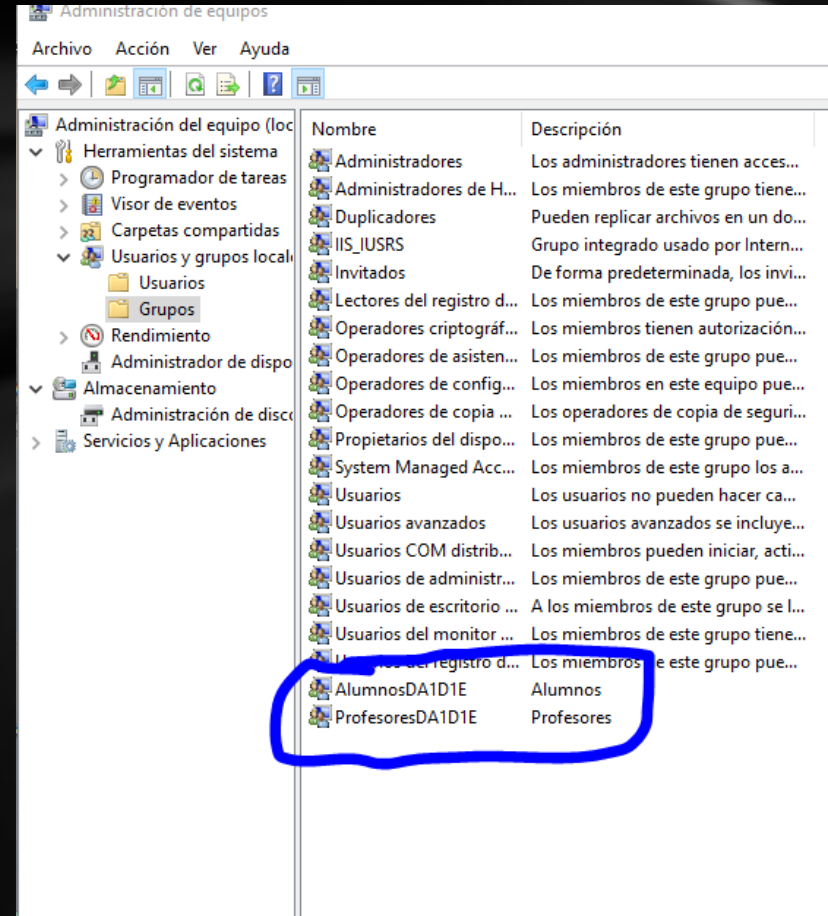 Administración de equipos
Archivo Acción Ver Ayuda
Administración del equipo (loc
Herramientas del sistema
Programador de tareas
Visor de eventos
Carpetas compartidas
Usuarios y grupos locale
Usuarios
Grupos
Rendimiento
Administrador de dispo
Almacenamiento
Administración de disco
Servicios y Aplicaciones
Nombre Descripción
Administradores Los administradores tienen acces...
Administradores de H... Los miembros de este grupo tiene...
Duplicadores Pueden replicar archivos en un do...
IIS_IUSRS Grupo integrado usado por Intern...
Invitados De forma predeterminada, los invi...
Lectores del registro d... Los miembros de este grupo pue...
Operadores criptográf... Los miembros tienen autorización...
Operadores de asisten... Los miembros de este grupo pue...
Operadores de config... Los miembros en este equipo pue...
Operadores de copia ... Los operadores de copia de seguri...
Propietarios del dispo... Los miembros de este grupo pue...
System Managed Acc... Los miembros de este grupo los a...
Usuarios Los usuarios no pueden hacer ca...
Usuarios avanzados Los usuarios avanzados se incluye...
Usuarios COM distrib... Los miembros pueden iniciar, acti...
Usuarios de administr... Los miembros de este grupo pue...
Usuarios de escritorio ... A los miembros de este grupo se l...
Usuarios del monitor ... Los miembros de este grupo tiene...
Usuarios del registro d... Los miembros de este grupo pue...
AlumnosDA1D1E Alumnos
ProfesoresDA1D1E Profesores